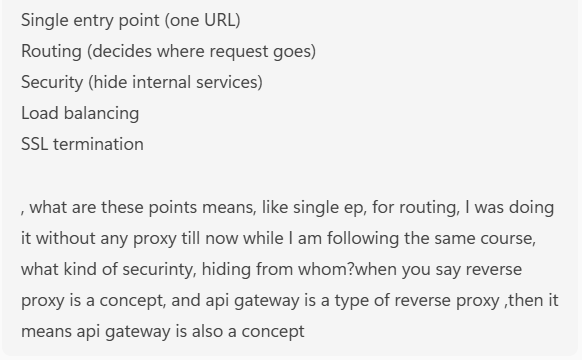 Single entry point (one URL)
Routing (decides where request goes)
Security (hide internal services)
Load balancing
SSL termination
, what are these points means, like single ep, for routing, I was doing
it without any proxy till now while I am following the same course,
what kind of securinty, hiding from whom?when you say reverse
proxy is a concept, and api gateway is a type of reverse proxy ,then it
means api gateway is also a concept